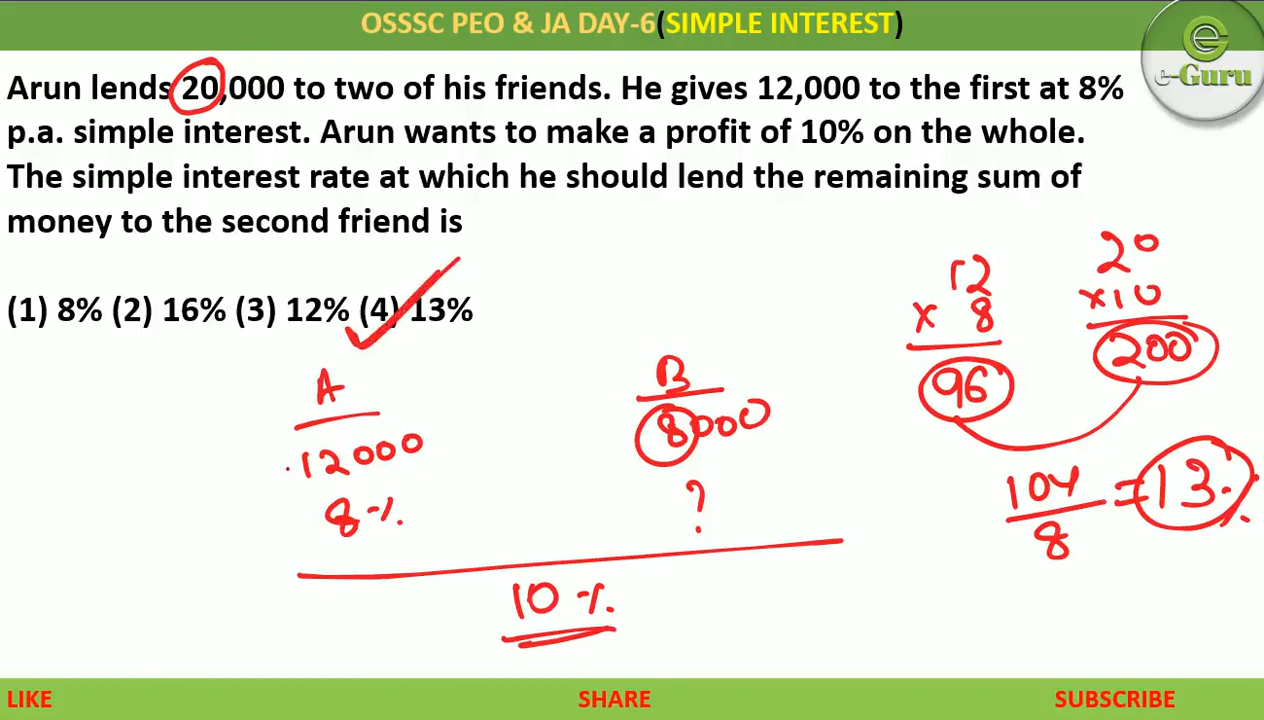 OSSSC PEO & JA DAY-6(SIMPLE INTEREST)
e-Guru
Arun lends 20,000 to two of his friends. He gives 12,000 to the first at 8%
p.a. simple interest. Arun wants to make a profit of 10% on the whole.
The simple interest rate at which he should lend the remaining sum of
money to the second friend is
(1) 8% (2) 16% (3) 12% (4) 13%
12
x 8
96
20
x10
200
A
12000
8%
B
8000
?
104
8
=13%
10%
LIKE
SHARE
SUBSCRIBE